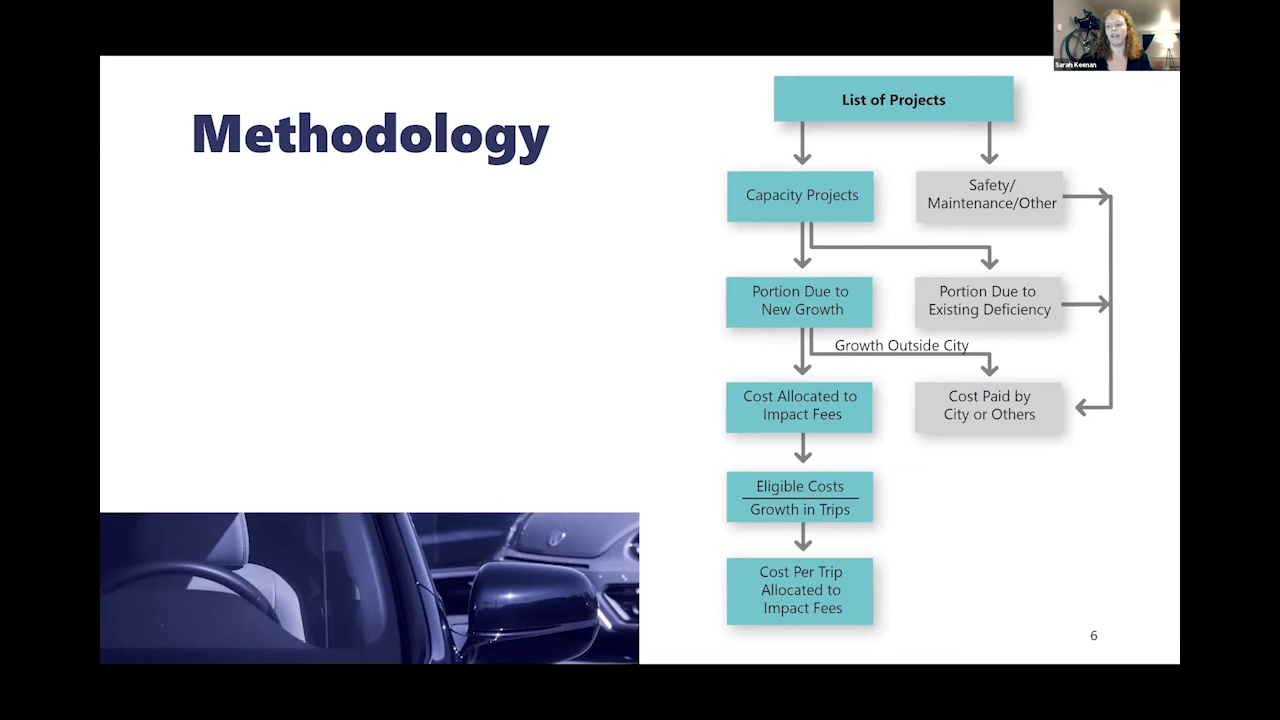 Sarah Keenan
Methodology
List of Projects
Capacity Projects
Safety/
Maintenance/Other
Portion Due to
New Growth
Portion Due to
Existing Deficiency
Growth Outside City
Cost Allocated to
Impact Fees
Cost Paid by
City or Others
Eligible Costs
Growth in Trips
Cost Per Trip
Allocated to
Impact Fees
6